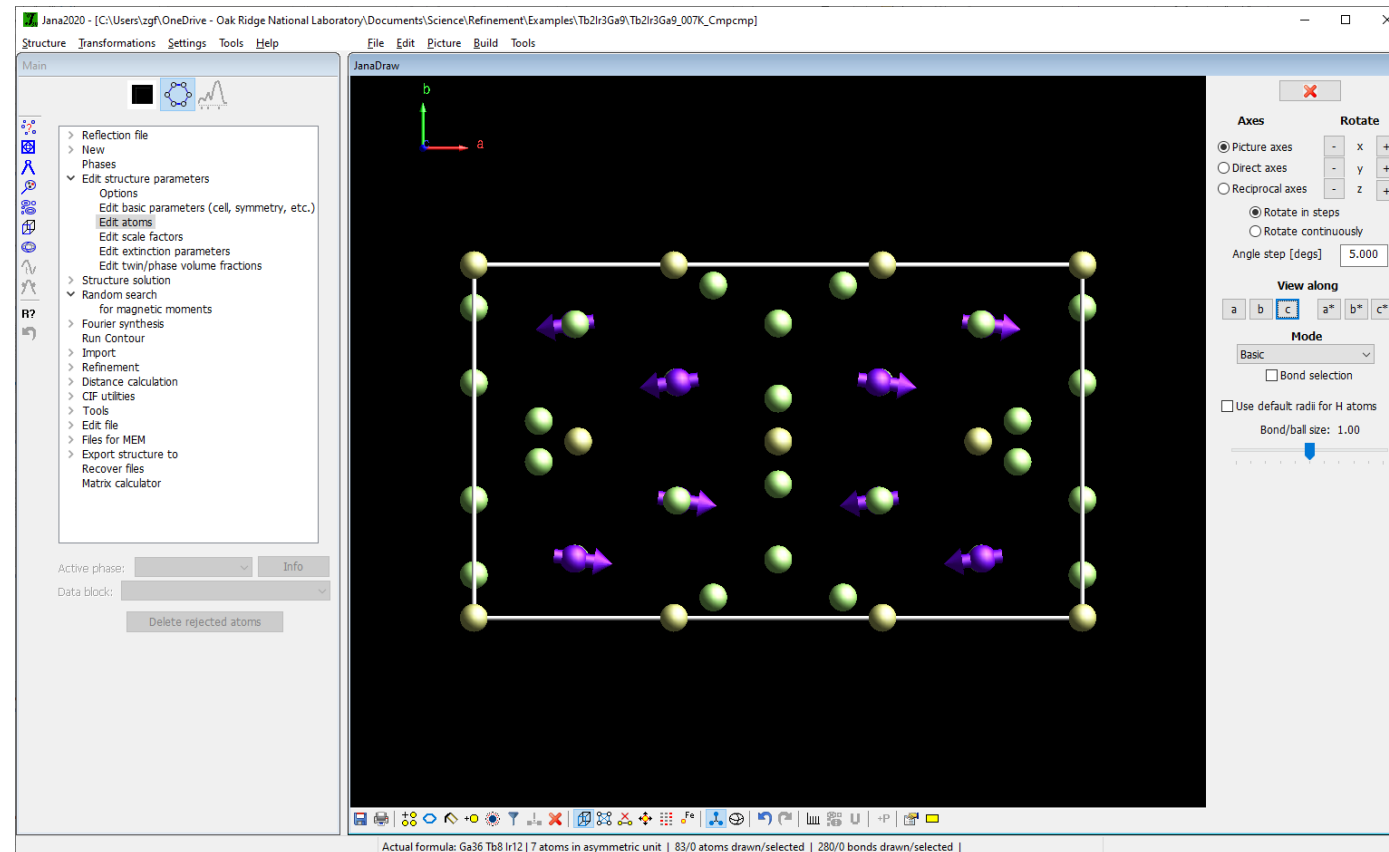 Jana2020 - [C:\Users\zgf\OneDrive - Oak Ridge National Laboratory\Documents\Science\Refinement\Examples\Tb2Ir3Ga9\Tb2Ir3Ga9_007K_Cmpcmp]
Structure Transformations Settings Tools Help File Edit Picture Build Tools
Main
Reflection file
New
Phases
Edit structure parameters
Options
Edit basic parameters (cell, symmetry, etc.)
Edit atoms
Edit scale factors
Edit extinction parameters
Edit twin/phase volume fractions
Structure solution
Random search
for magnetic moments
Fourier synthesis
Run Contour
Import
Refinement
Distance calculation
CIF utilities
Tools
Edit file
Files for MEM
Export structure to
Recover files
Matrix calculator
R?
Active phase: Info
Data block:
Delete rejected atoms
JanaDraw
b
a
Axes Rotate
Picture axes - x +
Direct axes - y +
Reciprocal axes - z +
Rotate in steps
Rotate continuously
Angle step [degs] 5.000
View along
a b c a* b* c*
Mode
Basic
Bond selection
Use default radii for H atoms
Bond/ball size: 1.00
Fe
U +P
Actual formula: Ga36 Tb8 Ir12 | 7 atoms in asymmetric unit | 83/0 atoms drawn/selected | 280/0 bonds drawn/selected |